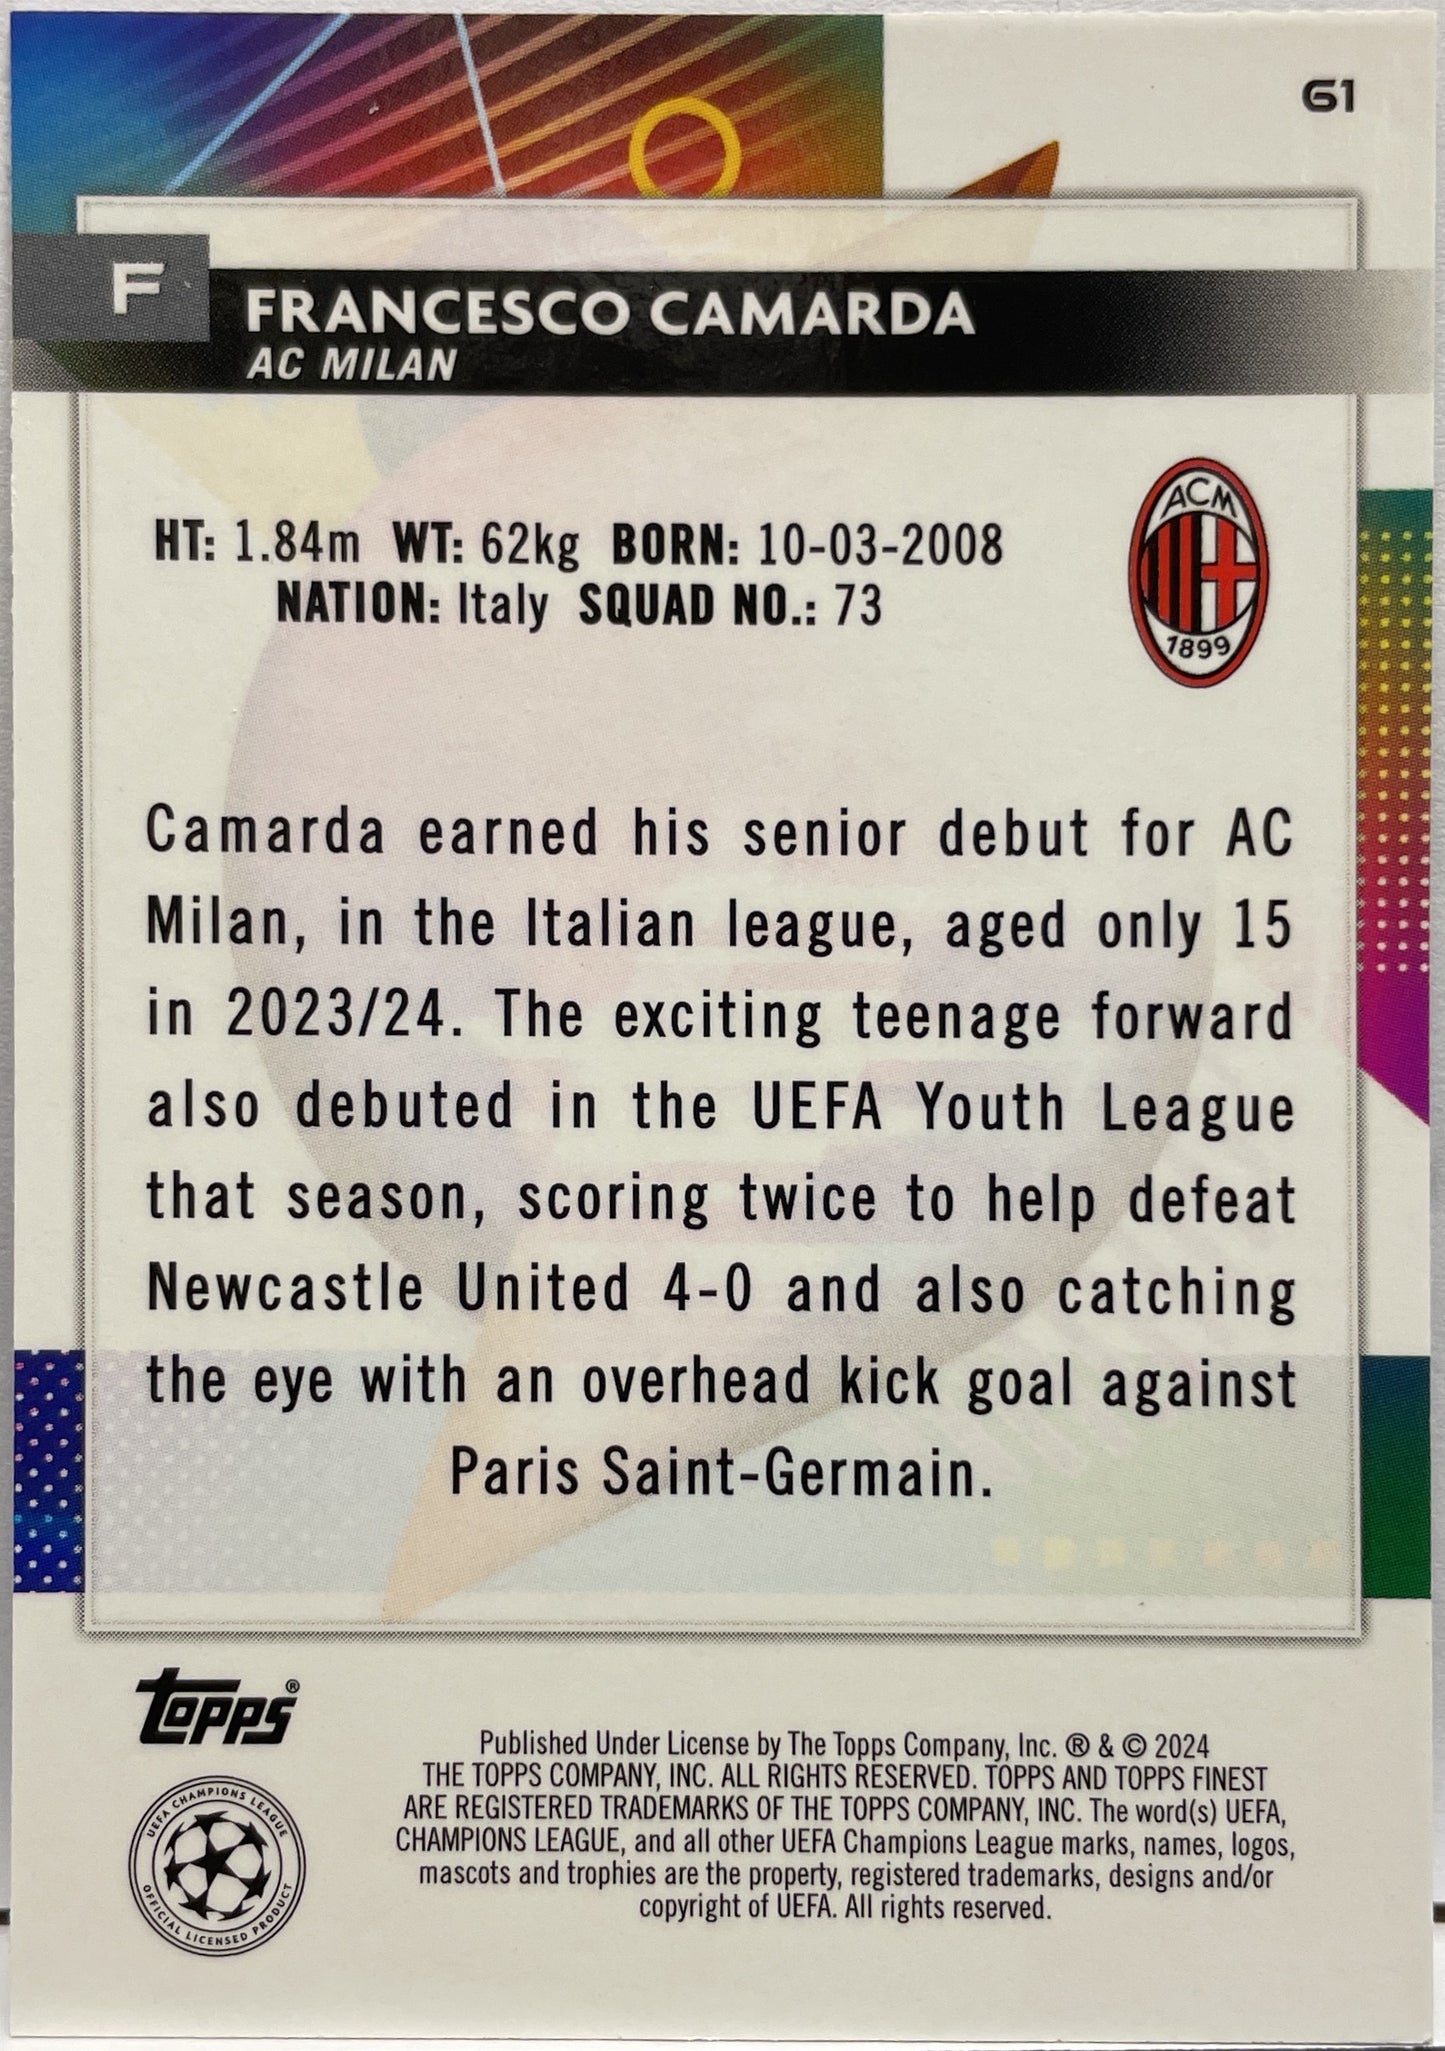 61
F
FRANCESCO CAMARDA
AC MILAN
HT: 1.84m WT: 62kg BORN: 10-03-2008
NATION: Italy SQUAD NO.: 73
ACM
1899
Camarda earned his senior debut for AC
Milan, in the Italian league, aged only 15
in 2023/24. The exciting teenage forward
also debuted in the UEFA Youth League
that season, scoring twice to help defeat
Newcastle United 4-0 and also catching
the eye with an overhead kick goal against
Paris Saint-Germain.
topps®
UEFA CHAMPIONS LEAGUE
OFFICIAL LICENSED PRODUCT
Published Under License by The Topps Company, Inc. ® & © 2024
THE TOPPS COMPANY, INC. ALL RIGHTS RESERVED. TOPPS AND TOPPS FINEST
ARE REGISTERED TRADEMARKS OF THE TOPPS COMPANY, INC. The word(s) UEFA,
CHAMPIONS LEAGUE, and all other UEFA Champions League marks, names, logos,
mascots and trophies are the property, registered trademarks, designs and/or
copyright of UEFA. All rights reserved.